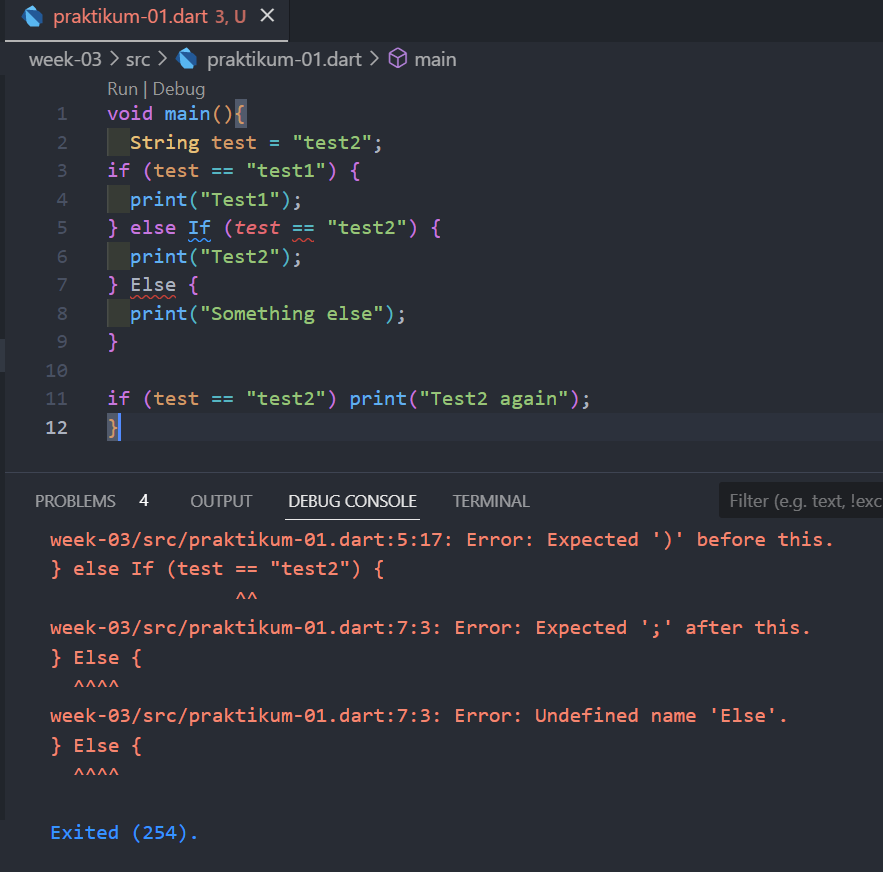 praktikum-01.dart 3, U
week-03 > src > praktikum-01.dart > main
Run | Debug
1 void main(){
2   String test = "test2";
3 if (test == "test1") {
4   print("Test1");
5 } else If (test == "test2") {
6   print("Test2");
7 } Else {
8   print("Something else");
9 }
10
11 if (test == "test2") print("Test2 again");
12 }
PROBLEMS 4 OUTPUT DEBUG CONSOLE TERMINAL Filter (e.g. text, !exc
week-03/src/praktikum-01.dart:5:17: Error: Expected ')' before this.
} else If (test == "test2") {
^^
week-03/src/praktikum-01.dart:7:3: Error: Expected ';' after this.
} Else {
^^^^
week-03/src/praktikum-01.dart:7:3: Error: Undefined name 'Else'.
} Else {
^^^^
Exited (254).